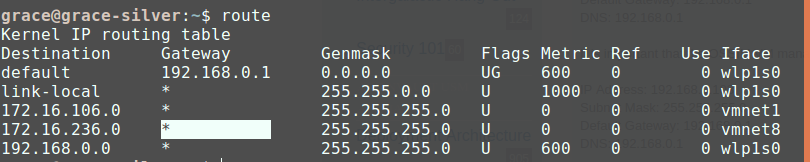 grace@grace-silver:~$ route
Kernel IP routing table
Destination Gateway Genmask Flags Metric Ref Use Iface
default 192.168.0.1 0.0.0.0 UG 600 0 0 wlp1s0
link-local * 255.255.0.0 U 1000 0 0 wlp1s0
172.16.106.0 * 255.255.255.0 U 0 0 0 vmnet1
172.16.236.0 * 255.255.255.0 U 0 0 0 vmnet8
192.168.0.0 * 255.255.255.0 U 600 0 0 wlp1s0